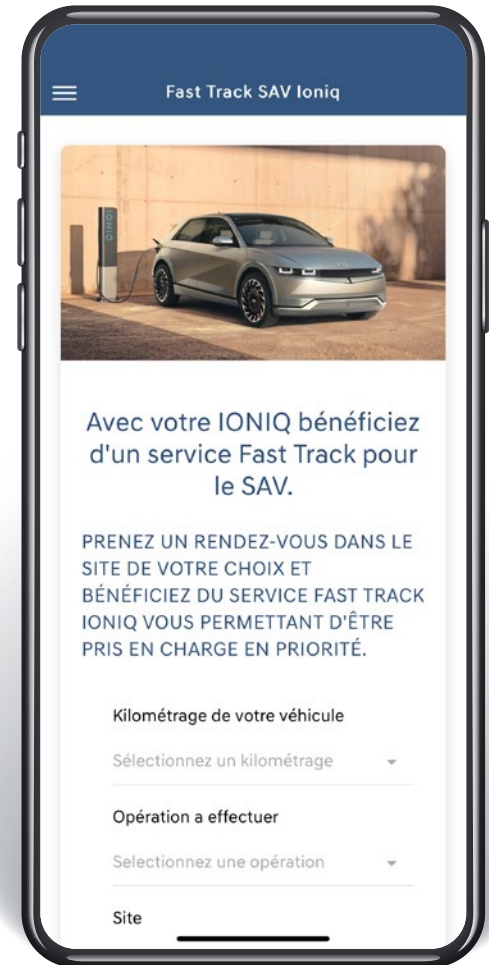 Fast Track SAV Ioniq
IONIQ
Avec votre IONIQ bénéficiez
d'un service Fast Track pour
le SAV.
PRENEZ UN RENDEZ-VOUS DANS LE
SITE DE VOTRE CHOIX ET
BÉNÉFICIEZ DU SERVICE FAST TRACK
IONIQ VOUS PERMETTANT D'ÊTRE
PRIS EN CHARGE EN PRIORITÉ.
Kilométrage de votre véhicule
Sélectionnez un kilométrage
Opération a effectuer
Selectionnez une opération
Site